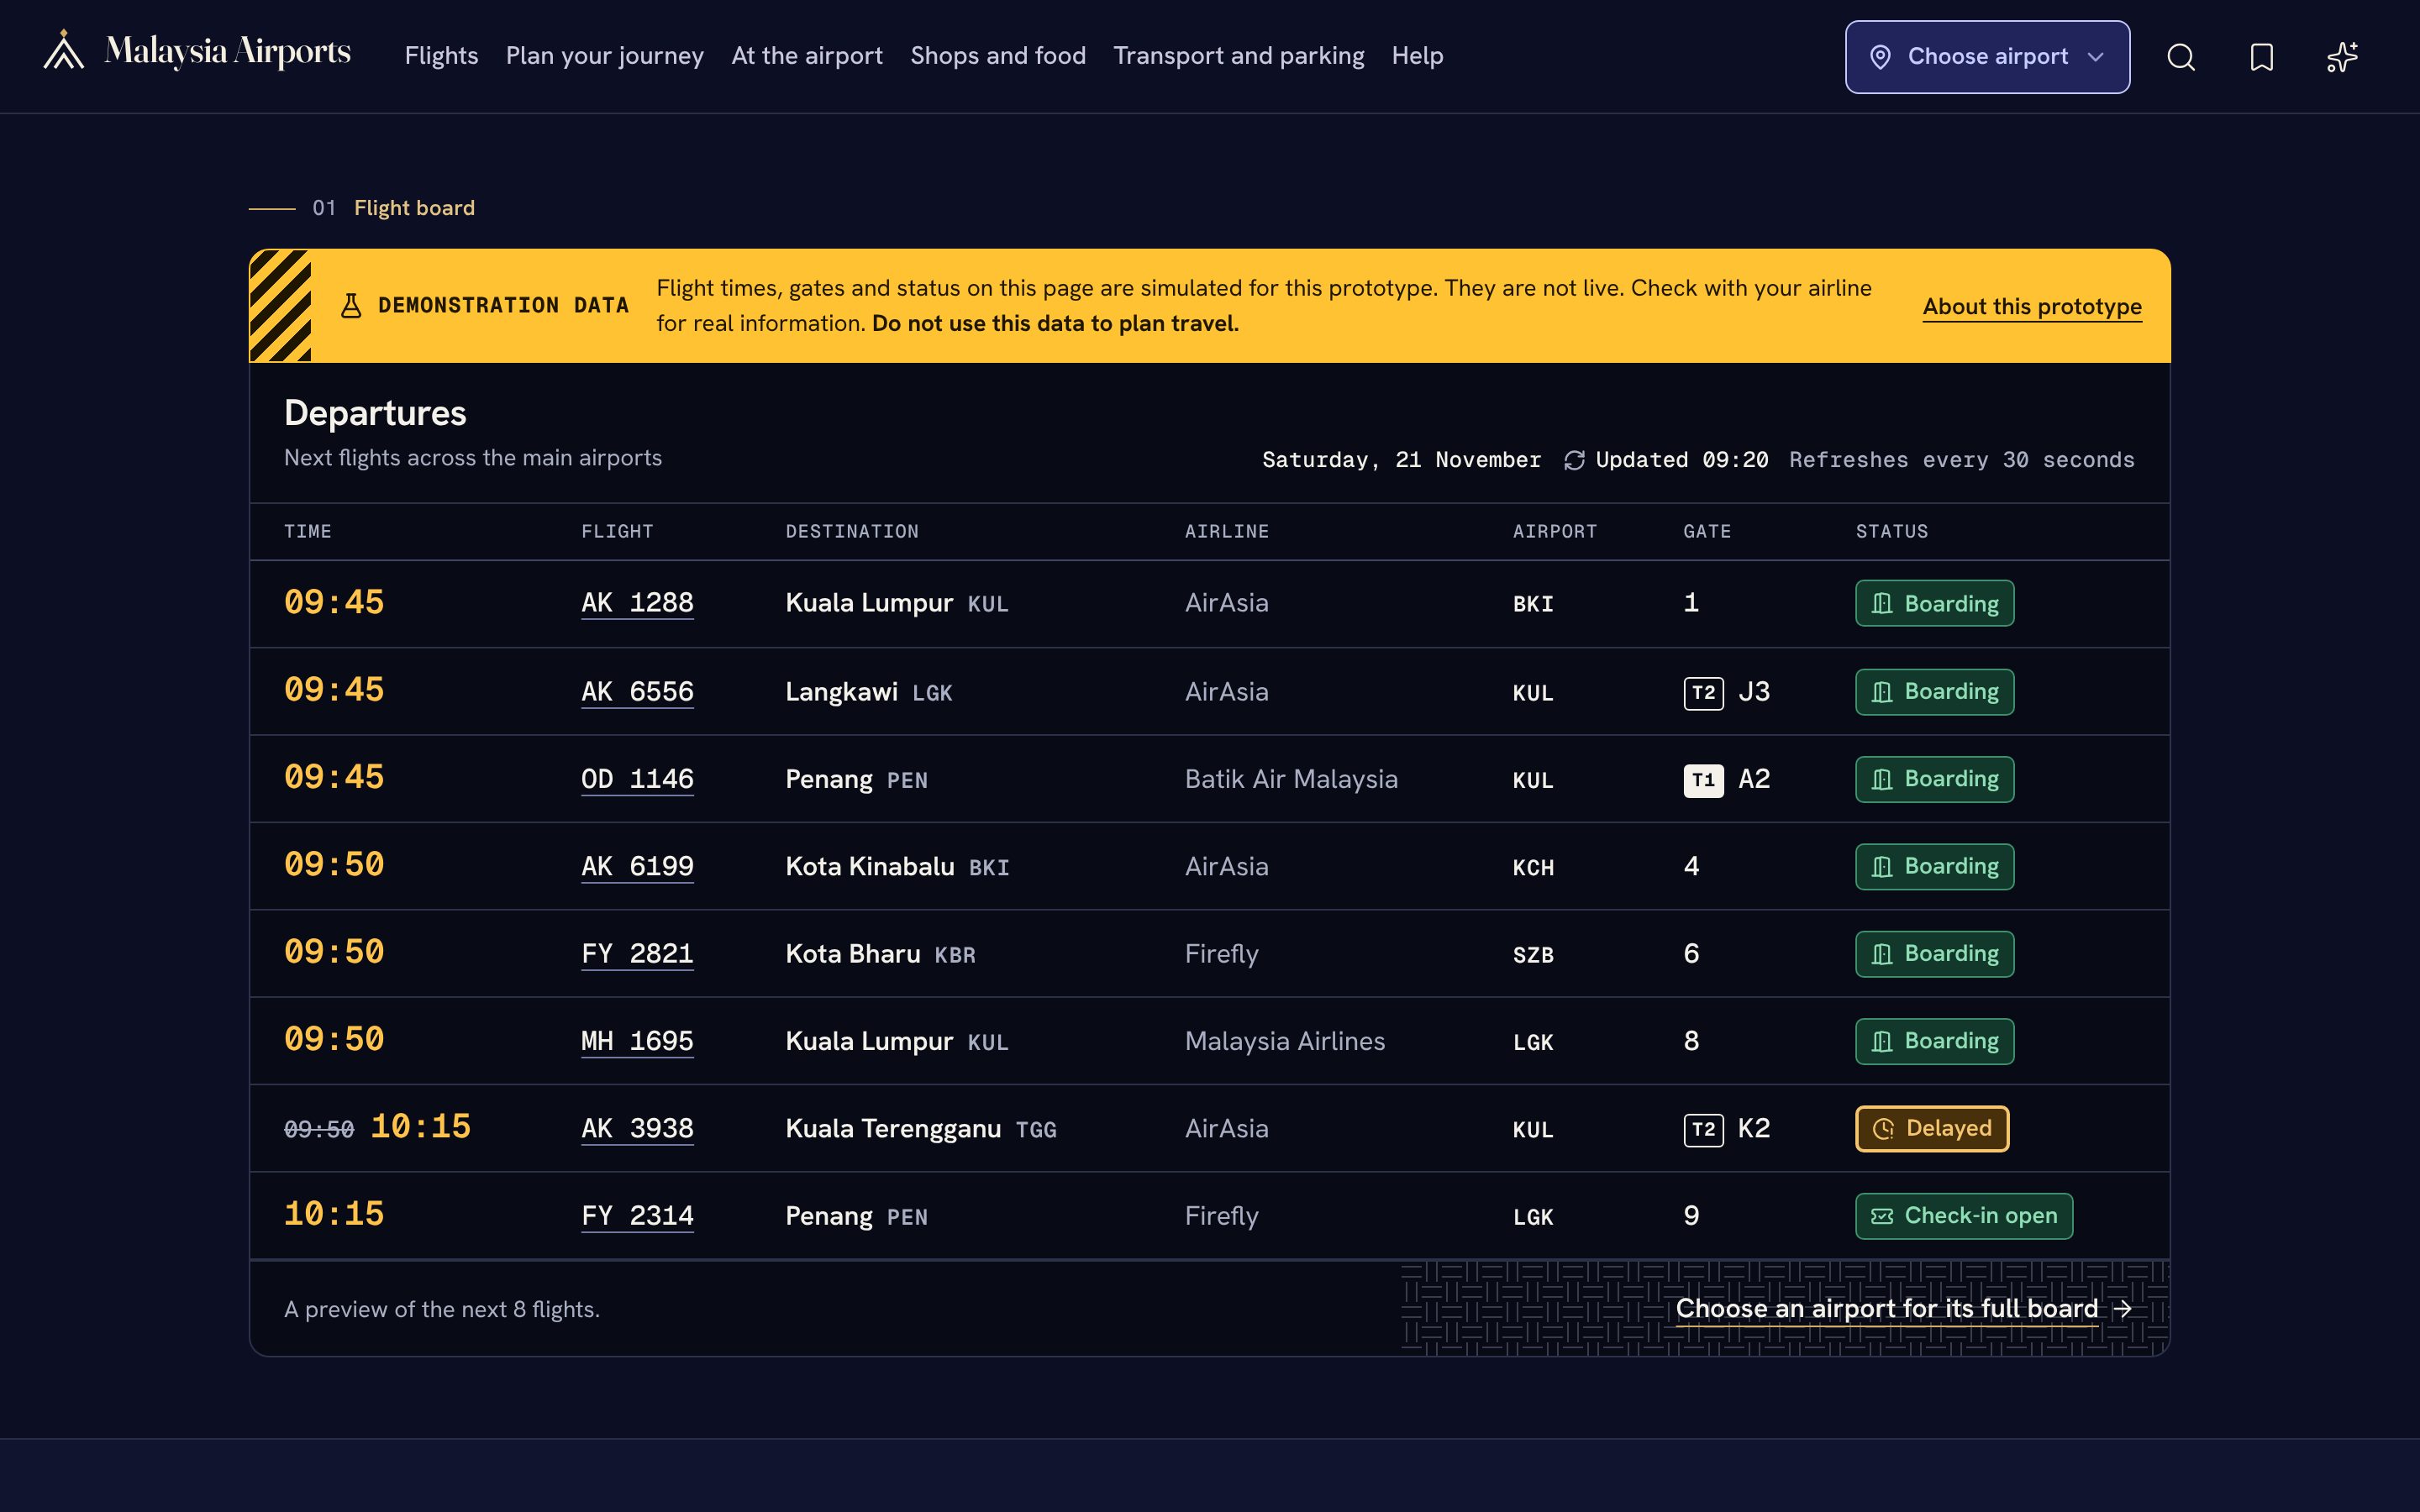 Malaysia Airports Flights Plan your journey At the airport Shops and food Transport and parking Help Choose airport
01 Flight board
DEMONSTRATION DATA
Flight times, gates and status on this page are simulated for this prototype. They are not live. Check with your airline
for real information. Do not use this data to plan travel.
About this prototype
Departures
Next flights across the main airports
Saturday, 21 November Updated 09:20 Refreshes every 30 seconds
TIME FLIGHT DESTINATION AIRLINE AIRPORT GATE STATUS
09:45 AK 1288 Kuala Lumpur KUL AirAsia BKI 1 Boarding
09:45 AK 6556 Langkawi LGK AirAsia KUL T2 J3 Boarding
09:45 OD 1146 Penang PEN Batik Air Malaysia KUL T1 A2 Boarding
09:50 AK 6199 Kota Kinabalu BKI AirAsia KCH 4 Boarding
09:50 FY 2821 Kota Bharu KBR Firefly SZB 6 Boarding
09:50 MH 1695 Kuala Lumpur KUL Malaysia Airlines LGK 8 Boarding
09:50 10:15 AK 3938 Kuala Terengganu TGG AirAsia KUL T2 K2 Delayed
10:15 FY 2314 Penang PEN Firefly LGK 9 Check-in open
A preview of the next 8 flights. Choose an airport for its full board →